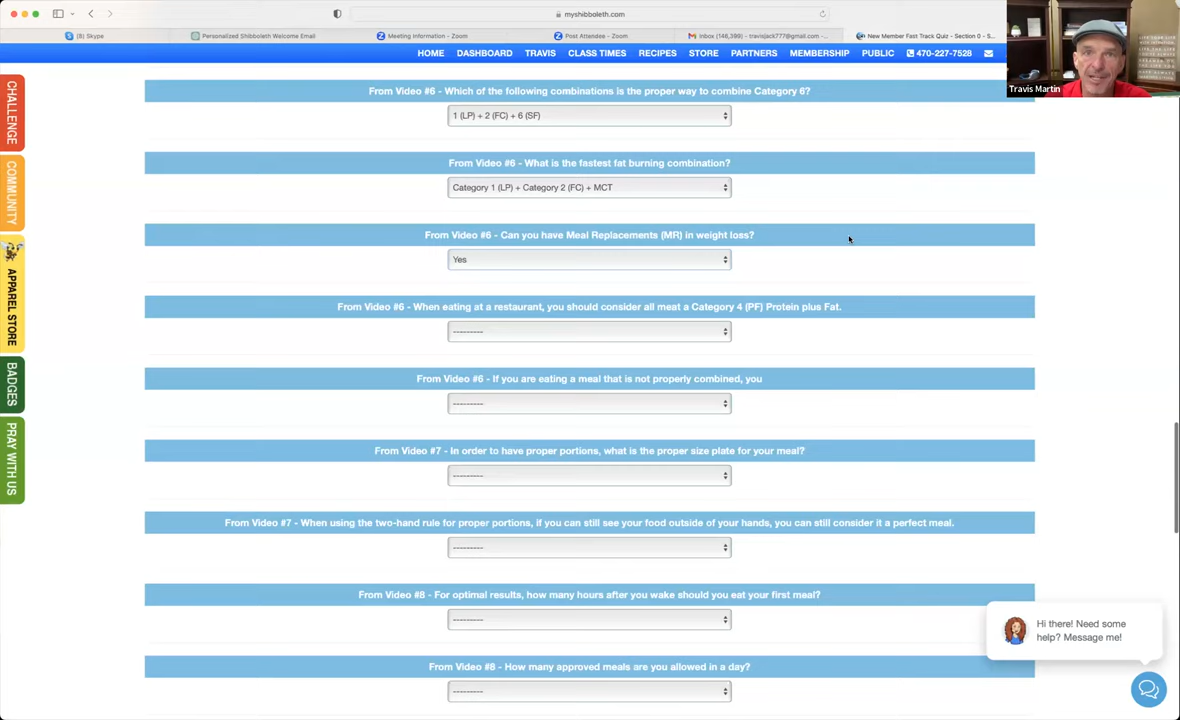 myshibboleth.com
(8) Skype
Personalized Shibboleth Welcome Email
Meeting Information - Zoom
Post Attendee - Zoom
Inbox (146,399) - travisjack777@gmail.com -...
New Member Fast Track Quiz - Section 0 - S...
HOME DASHBOARD TRAVIS CLASS TIMES RECIPES STORE PARTNERS MEMBERSHIP PUBLIC 470-227-7528
Travis Martin
CHALLENGE
COMMUNITY
APPAREL STORE
BADGES
PRAY WITH US
From Video #6 - Which of the following combinations is the proper way to combine Category 6?
1 (LP) + 2 (FC) + 6 (SF)
From Video #6 - What is the fastest fat burning combination?
Category 1 (LP) + Category 2 (FC) + MCT
From Video #6 - Can you have Meal Replacements (MR) in weight loss?
Yes
From Video #6 - When eating at a restaurant, you should consider all meat a Category 4 (PF) Protein plus Fat.
---------
From Video #6 - If you are eating a meal that is not properly combined, you
---------
From Video #7 - In order to have proper portions, what is the proper size plate for your meal?
---------
From Video #7 - When using the two-hand rule for proper portions, if you can still see your food outside of your hands, you can still consider it a perfect meal.
---------
From Video #8 - For optimal results, how many hours after you wake should you eat your first meal?
---------
From Video #8 - How many approved meals are you allowed in a day?
---------
Hi there! Need some
help? Message me!